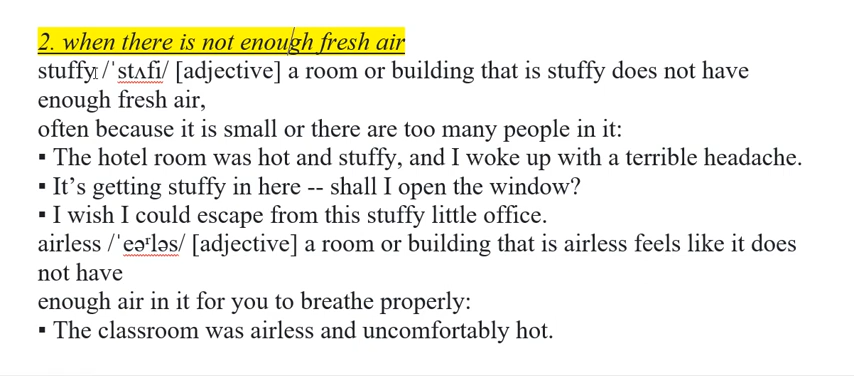 2. when there is not enough fresh air
stuffy /ˈstʌfi/ [adjective] a room or building that is stuffy does not have
enough fresh air,
often because it is small or there are too many people in it:
▪ The hotel room was hot and stuffy, and I woke up with a terrible headache.
▪ It’s getting stuffy in here -- shall I open the window?
▪ I wish I could escape from this stuffy little office.
airless /ˈeəʳləs/ [adjective] a room or building that is airless feels like it does
not have
enough air in it for you to breathe properly:
▪ The classroom was airless and uncomfortably hot.